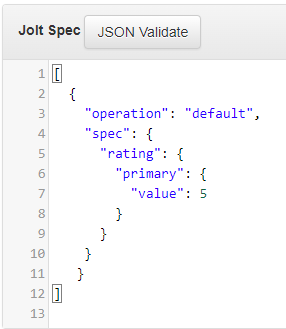 Jolt Spec JSON Validate
1 [
2   {
3     "operation": "default",
4     "spec": {
5       "rating": {
6         "primary": {
7           "value": 5
8         }
9       }
10     }
11    }
12 ]
13